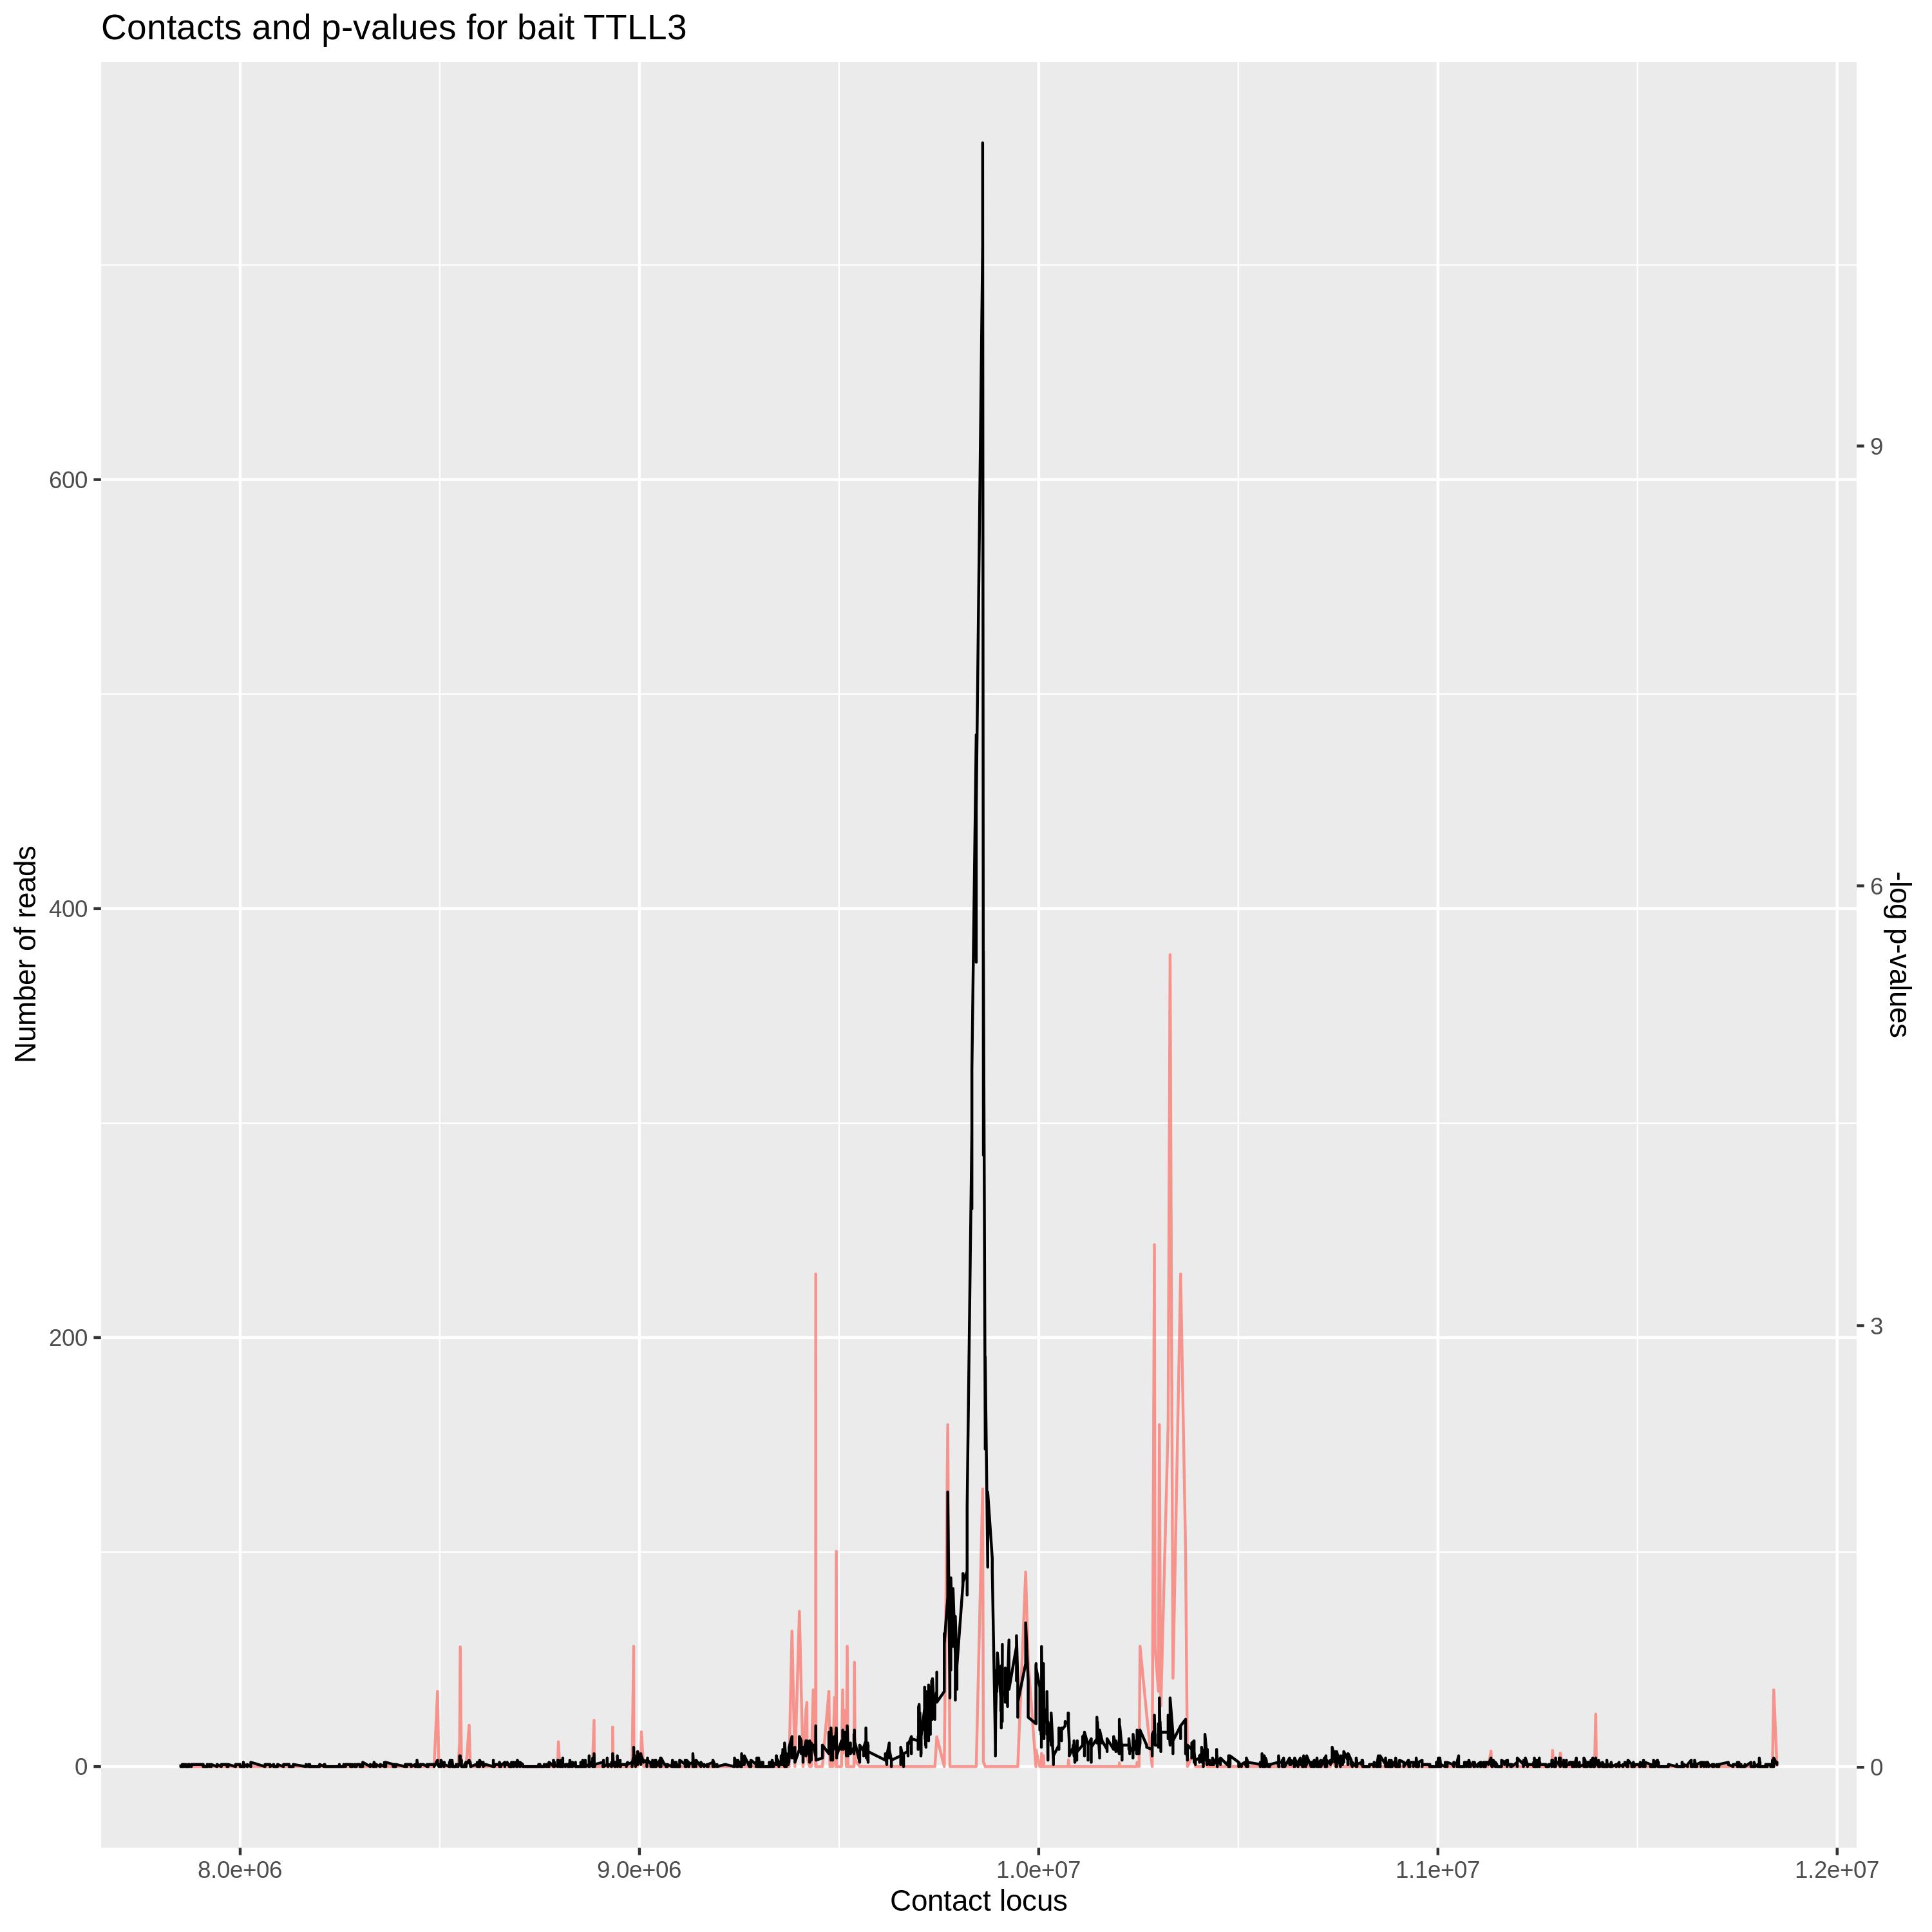 Contacts and p-values for bait TTLL3
Number of reads
600
400
200
0
9
6
3
0
-log p-values
8.0e+06
9.0e+06
1.0e+07
1.1e+07
1.2e+07
Contact locus